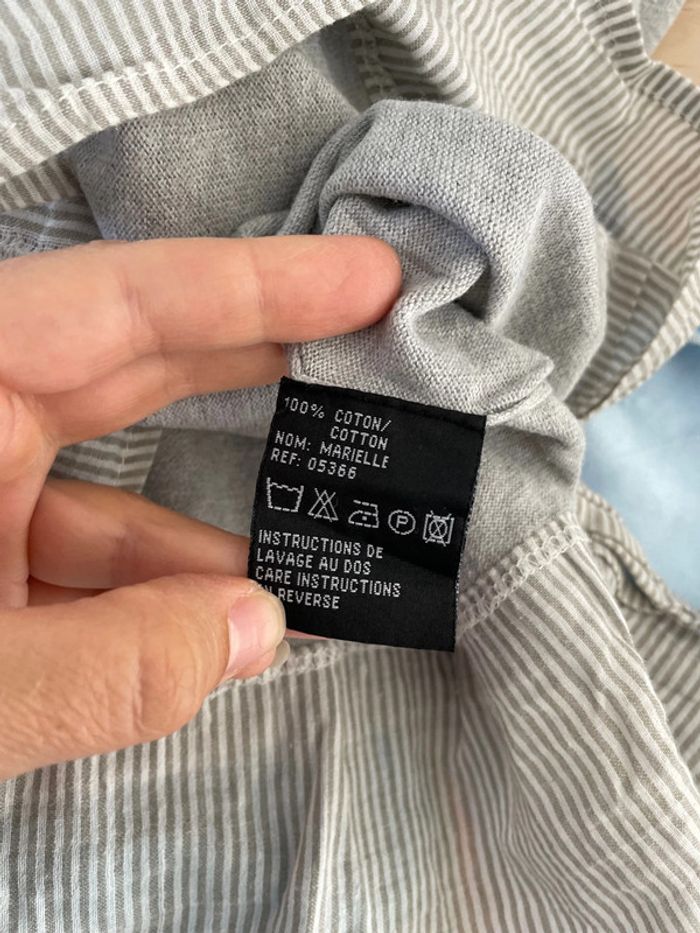 100% COTON/
COTTON
NOM: MARIELLE
REF: 05366
P
INSTRUCTIONS DE
LAVAGE AU DOS
CARE INSTRUCTIONS
REVERSE